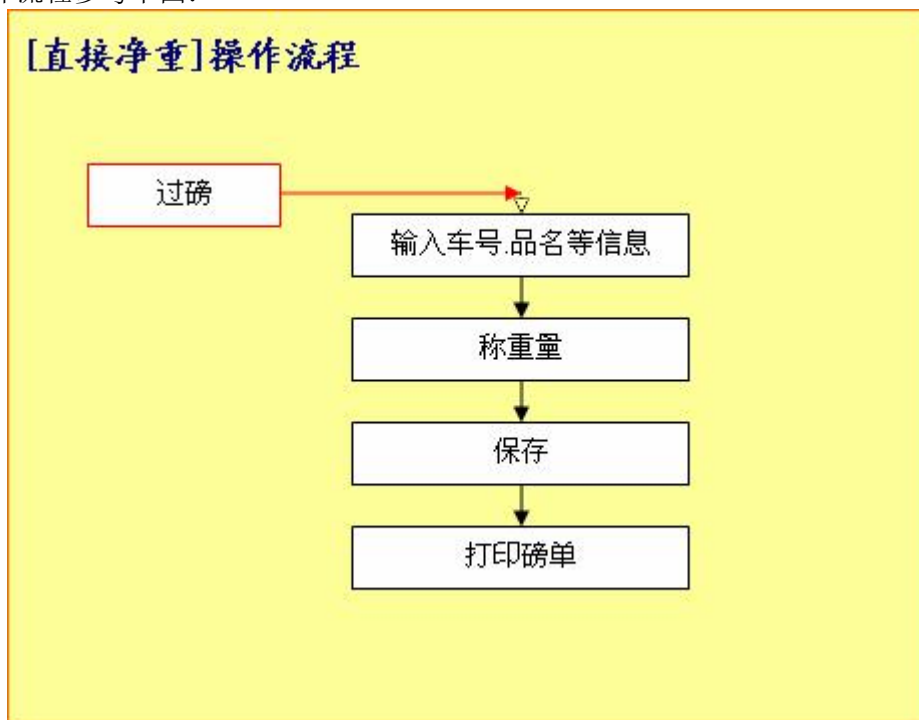 [直接净重]操作流程
过磅
输入车号.品名等信息
称重量
保存
打印磅单